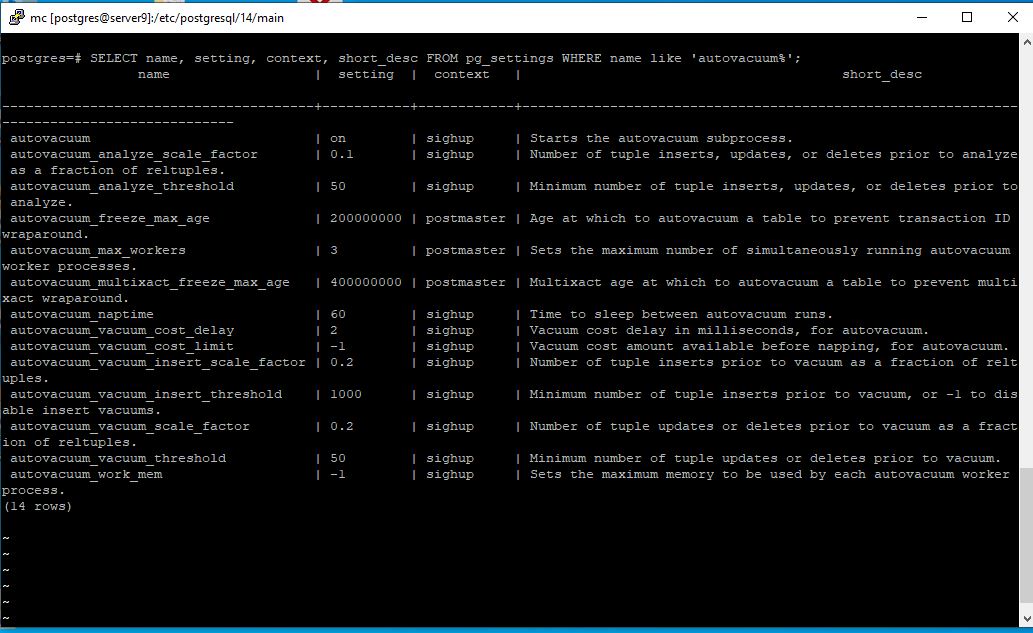 mc [postgres@server9]:/etc/postgresql/14/main
postgres=# SELECT name, setting, context, short_desc FROM pg_settings WHERE name like 'autovacuum%';
                 name                  |  setting  |  context   |                                        short_desc
---------------------------------------+-----------+------------+--------------------------------------------------------------
-----------------------------
 autovacuum                            | on        | sighup     | Starts the autovacuum subprocess.
 autovacuum_analyze_scale_factor       | 0.1       | sighup     | Number of tuple inserts, updates, or deletes prior to analyze
 as a fraction of reltuples.
 autovacuum_analyze_threshold          | 50        | sighup     | Minimum number of tuple inserts, updates, or deletes prior to
 analyze.
 autovacuum_freeze_max_age             | 200000000 | postmaster | Age at which to autovacuum a table to prevent transaction ID
wraparound.
 autovacuum_max_workers                | 3         | postmaster | Sets the maximum number of simultaneously running autovacuum
worker processes.
 autovacuum_multixact_freeze_max_age   | 400000000 | postmaster | Multixact age at which to autovacuum a table to prevent multi
xact wraparound.
 autovacuum_naptime                    | 60        | sighup     | Time to sleep between autovacuum runs.
 autovacuum_vacuum_cost_delay          | 2         | sighup     | Vacuum cost delay in milliseconds, for autovacuum.
 autovacuum_vacuum_cost_limit          | -1        | sighup     | Vacuum cost amount available before napping, for autovacuum.
 autovacuum_vacuum_insert_scale_factor | 0.2       | sighup     | Number of tuple inserts prior to vacuum as a fraction of relt
uples.
 autovacuum_vacuum_insert_threshold    | 1000      | sighup     | Minimum number of tuple inserts prior to vacuum, or -1 to dis
able insert vacuums.
 autovacuum_vacuum_scale_factor        | 0.2       | sighup     | Number of tuple updates or deletes prior to vacuum as a fract
ion of reltuples.
 autovacuum_vacuum_threshold           | 50        | sighup     | Minimum number of tuple updates or deletes prior to vacuum.
 autovacuum_work_mem                   | -1        | sighup     | Sets the maximum memory to be used by each autovacuum worker
process.
(14 rows)
~
~
~
~
~
~